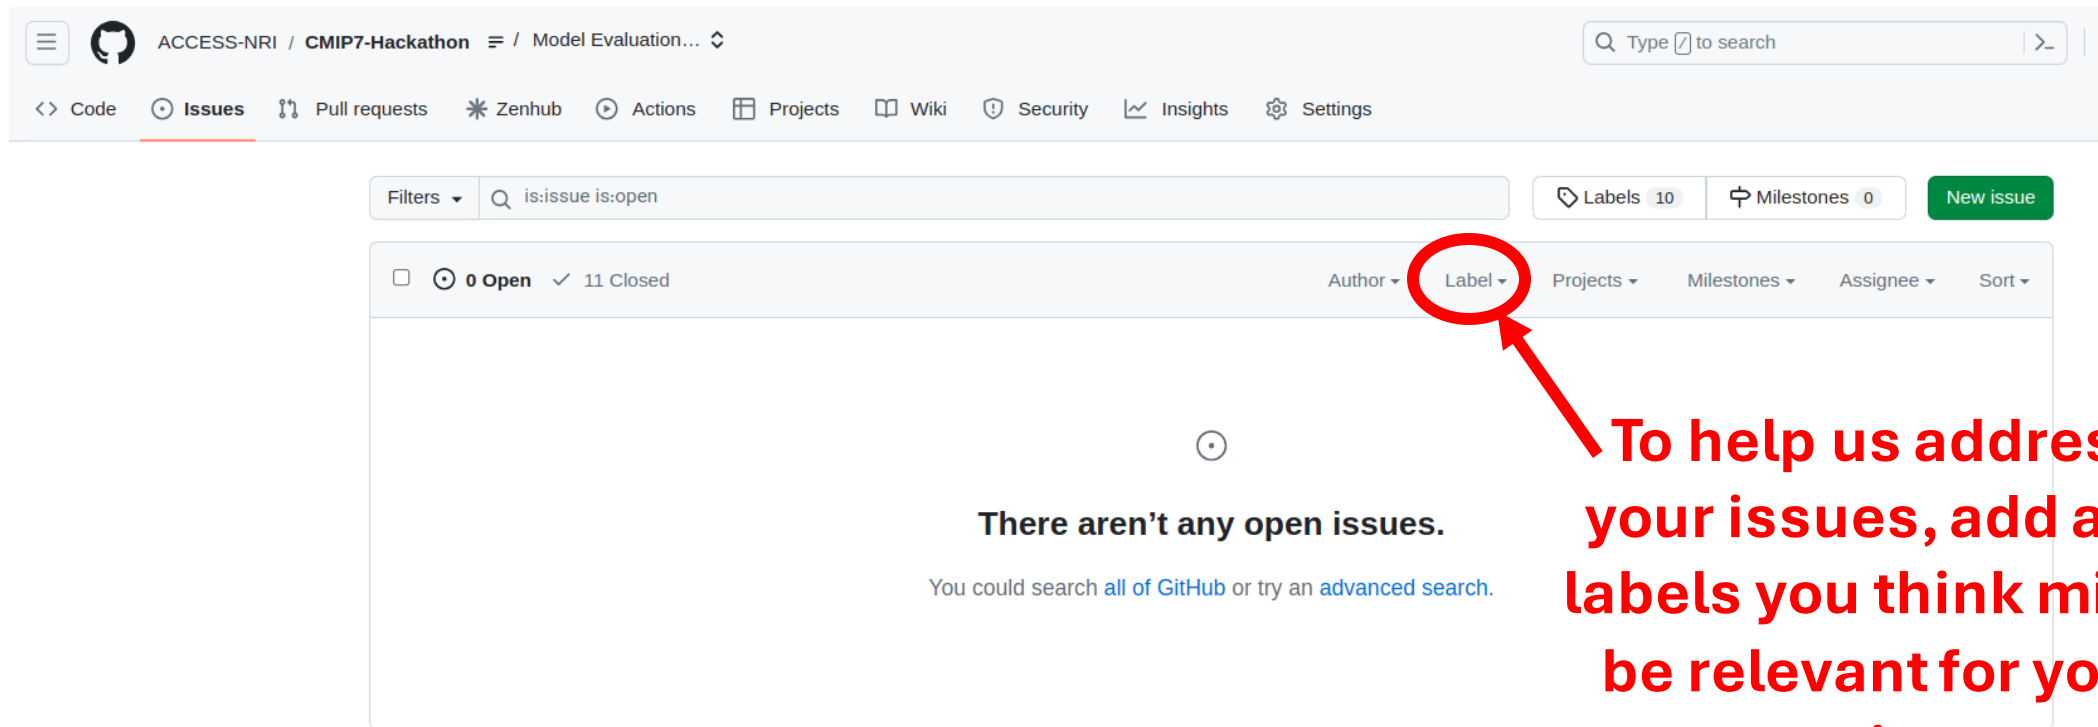 ACCESS-NRI / CMIP7-Hackathon / Model Evaluation...
Type / to search
Code Issues Pull requests Zenhub Actions Projects Wiki Security Insights Settings
Filters is:issue is:open Labels 10 Milestones 0 New issue
0 Open 11 Closed Author Label Projects Milestones Assignee Sort
There aren’t any open issues.
You could search all of GitHub or try an advanced search.
To help us
your issues, add
labels you think
be relevant for